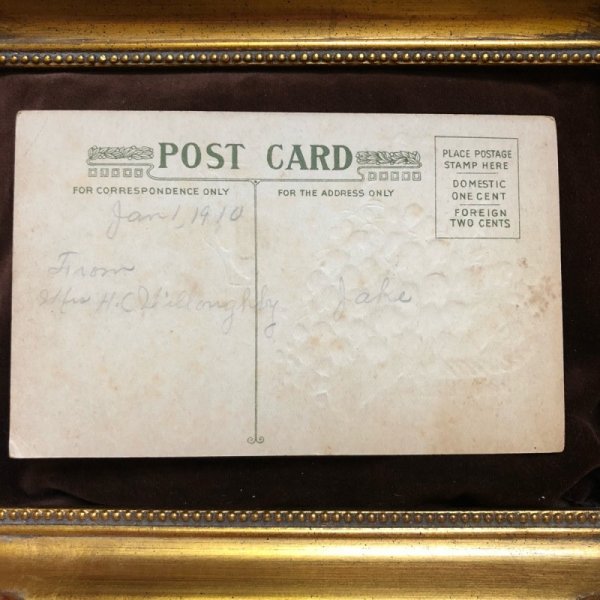 POST CARD
PLACE POSTAGE
STAMP HERE
DOMESTIC
ONE CENT
FOREIGN
TWO CENTS
FOR CORRESPONDENCE ONLY
FOR THE ADDRESS ONLY
Jan 1, 1910
From
Mrs H.C. Willoughby
Jake